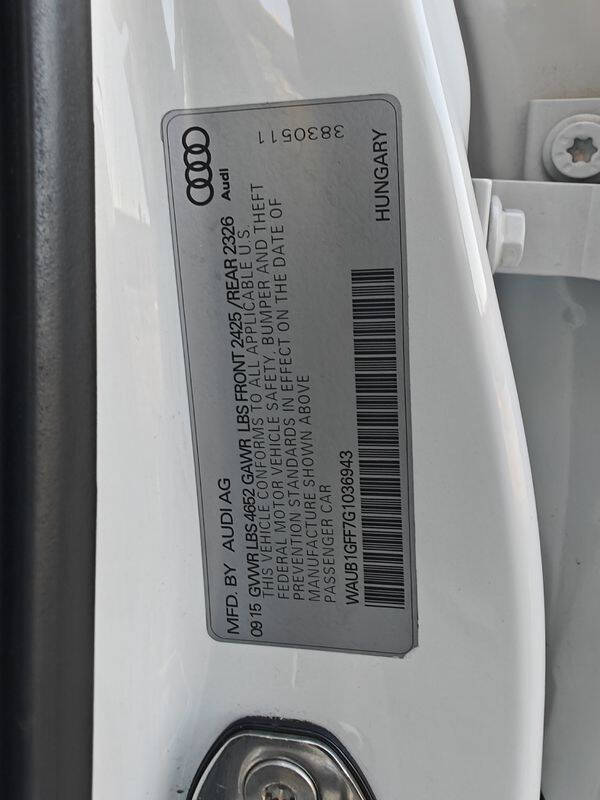 MFD. BY AUDI AG
Audi
09 15 GVWR LBS 4652 GAWR LBS FRONT 2425 /REAR 2326
THIS VEHICLE CONFORMS TO ALL APPLICABLE U.S.
FEDERAL MOTOR VEHICLE SAFETY, BUMPER AND THEFT
PREVENTION STANDARDS IN EFFECT ON THE DATE OF
MANUFACTURE SHOWN ABOVE
PASSENGER CAR
3830511
WAUB1GFF7G1036943
HUNGARY